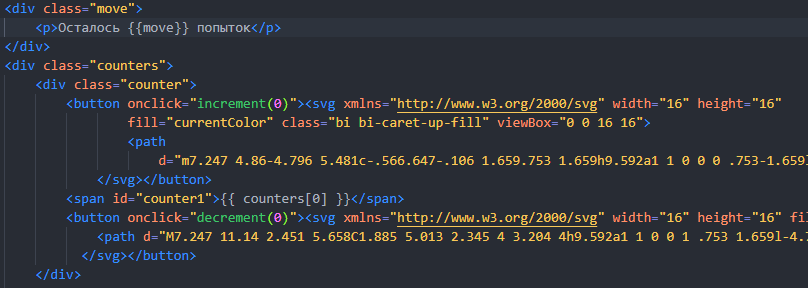 <div class="move">
<p>Осталось {{move}} попыток</p>
</div>
<div class="counters">
<div class="counter">
<button onclick="increment(0)"><svg xmlns="http://www.w3.org/2000/svg" width="16" height="16"
fill="currentColor" class="bi bi-caret-up-fill" viewBox="0 0 16 16">
<path
d="m7.247 4.86-4.796 5.481c-.566.647-.106 1.659.753 1.659h9.592a1 1 0 0 0 .753-1.659l
</svg></button>
<span id="counter1">{{ counters[0] }}</span>
<button onclick="decrement(0)"><svg xmlns="http://www.w3.org/2000/svg" width="16" height="16" fil
<path d="M7.247 11.14 2.451 5.658C1.885 5.013 2.345 4 3.204 4h9.592a1 1 0 0 1 .753 1.659l-4.7
</svg></button>
</div>